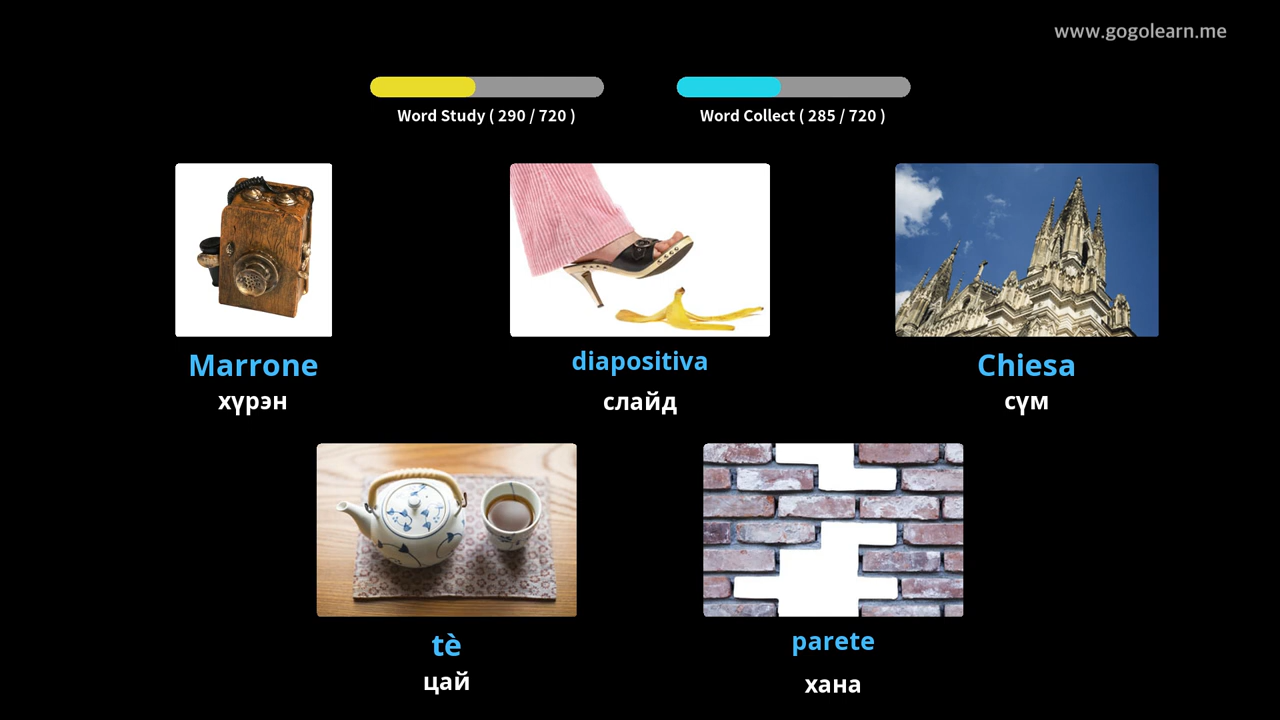 www.gogolearn.me
Word Study ( 290 / 720 )
Word Collect ( 285 / 720 )
Marrone
хүрэн
diapositiva
слайд
Chiesa
сүм
tè
цай
parete
хана